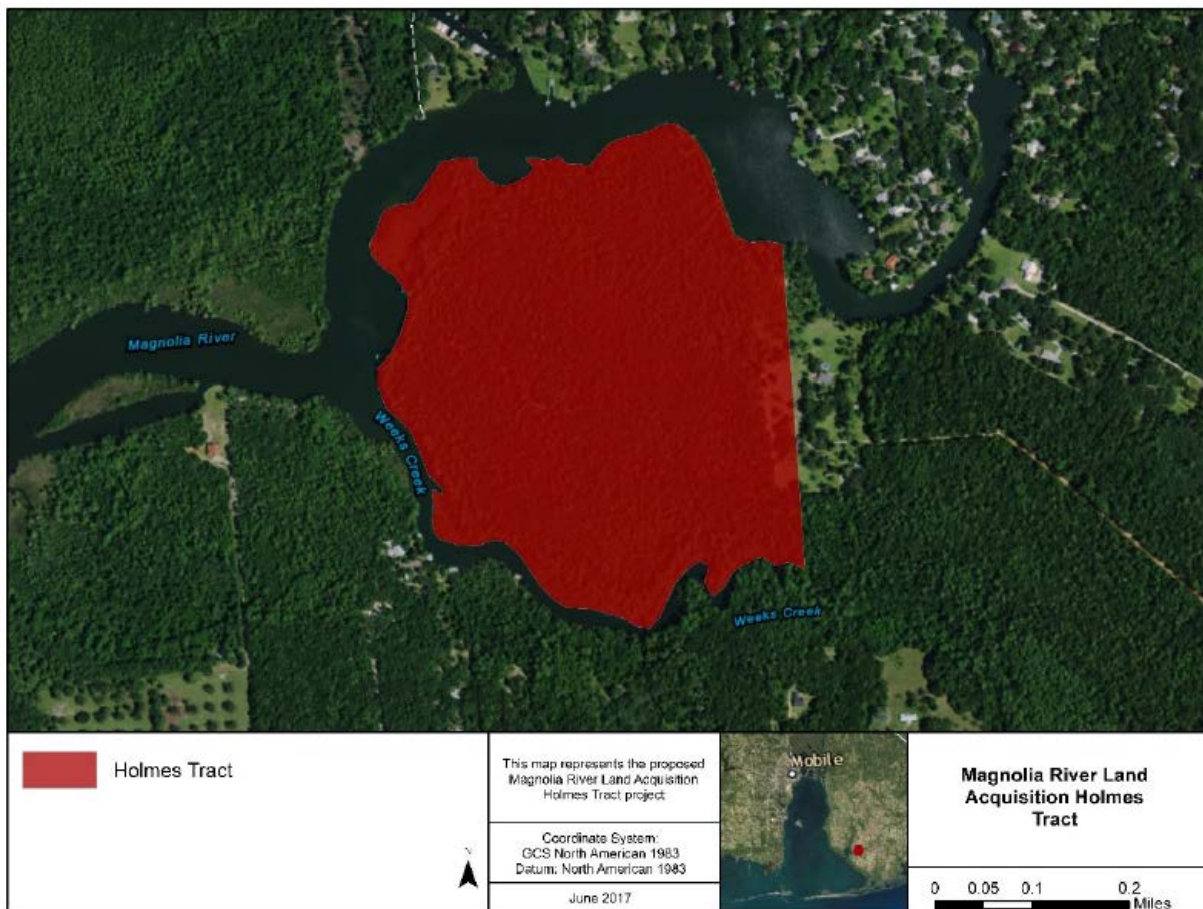 Magnolia River
Weeks Creek
Weeks Creek
Holmes Tract
N
This map represents the proposed
Magnolia River Land Acquisition
Holmes Tract project
Coordinate System:
GCS North American 1983
Datum: North American 1983
June 2017
Mobile
Magnolia River Land
Acquisition Holmes
Tract
0 0.05 0.1 0.2
Miles